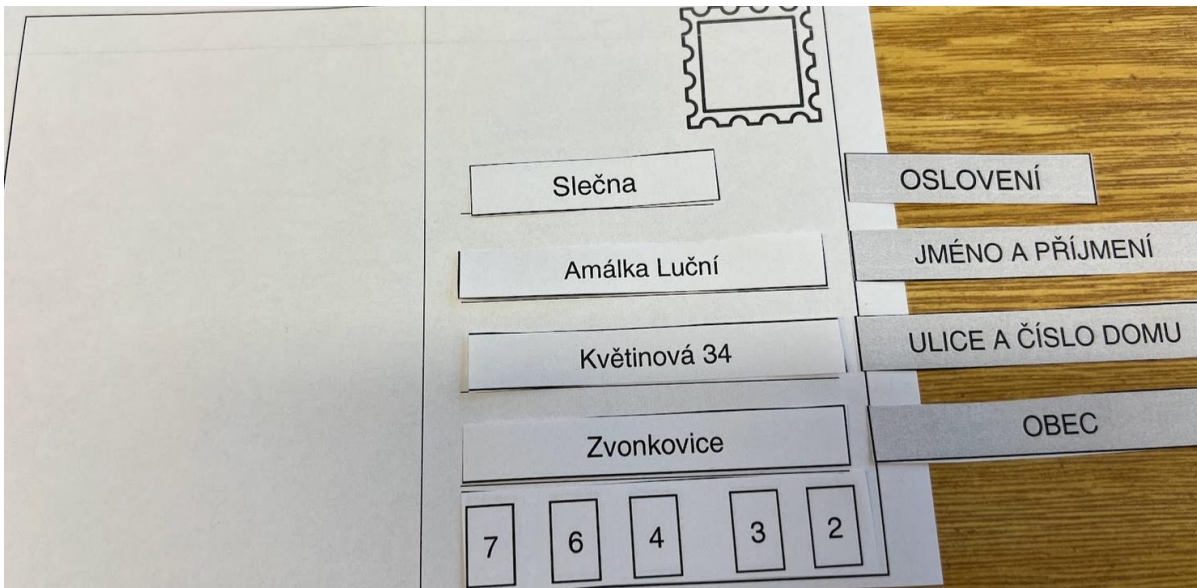 Slečna OSLOVENÍ
Amálka Luční JMÉNO A PŘÍJMENÍ
Květinová 34 ULICE A ČÍSLO DOMU
Zvonkovice OBEC
7 6 4 3 2